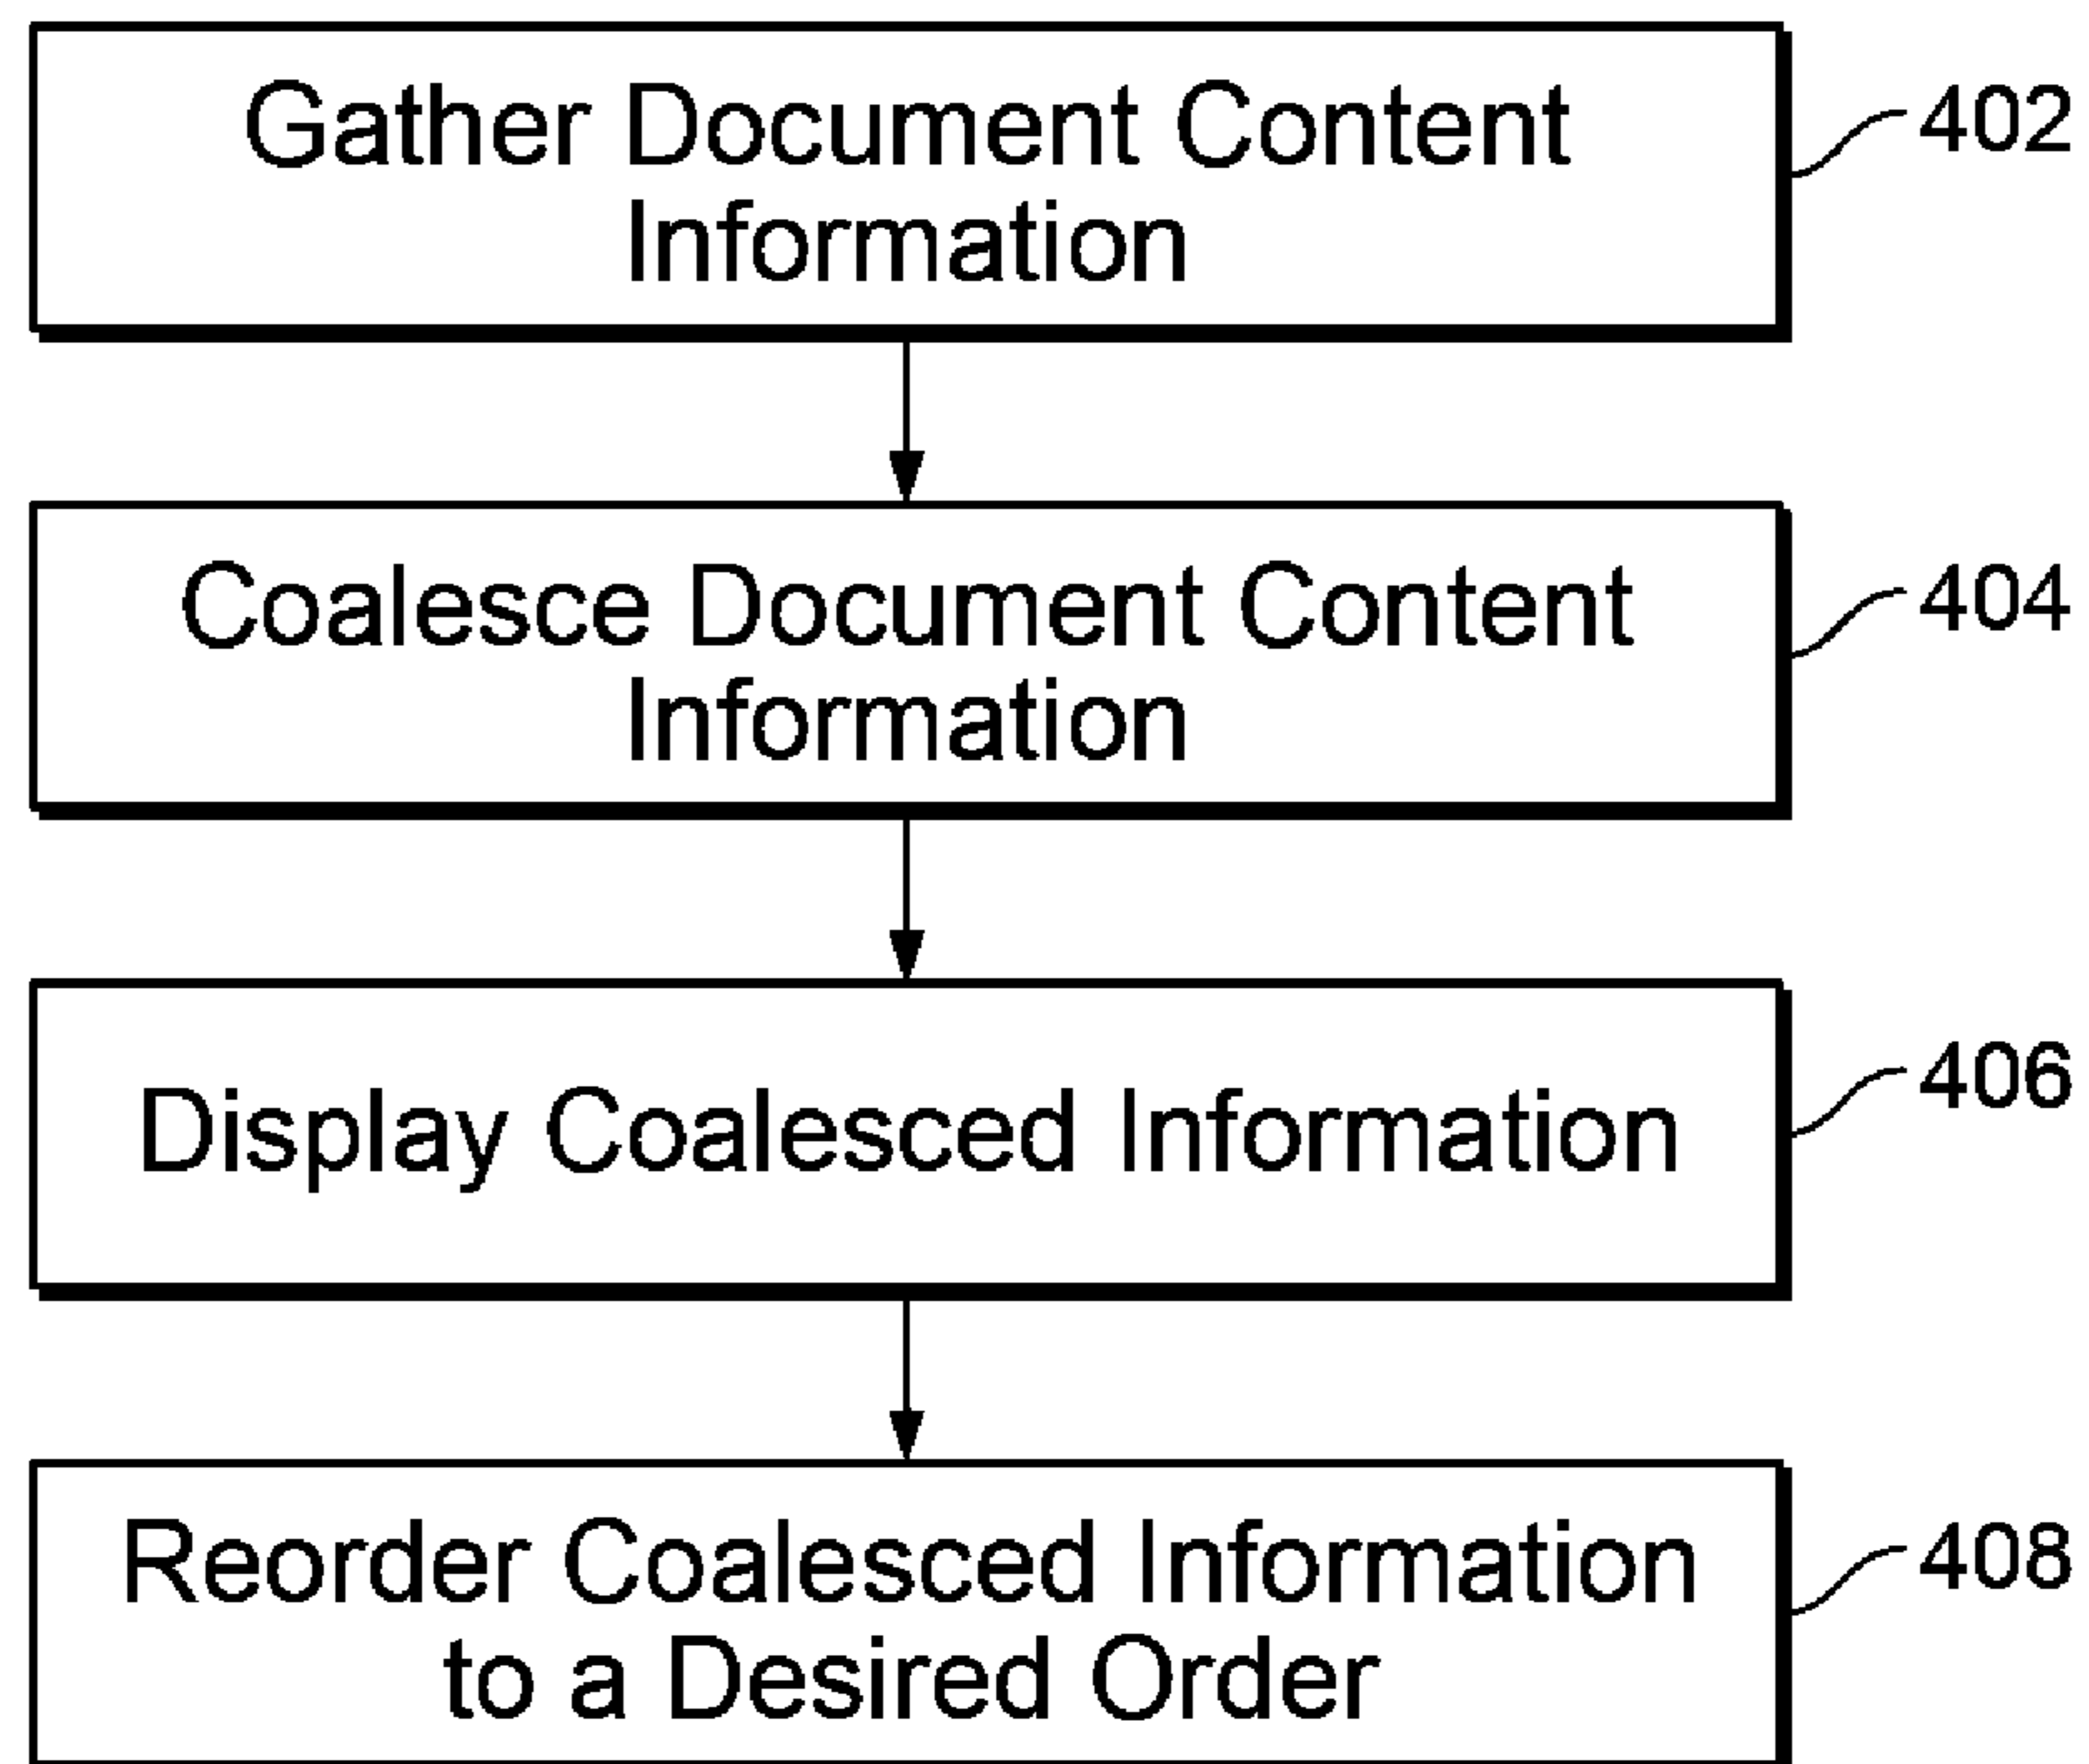 Gather Document Content
Information
402
Coalesce Document Content
Information
404
Display Coalesced Information
406
Reorder Coalesced Information
to a Desired Order
408